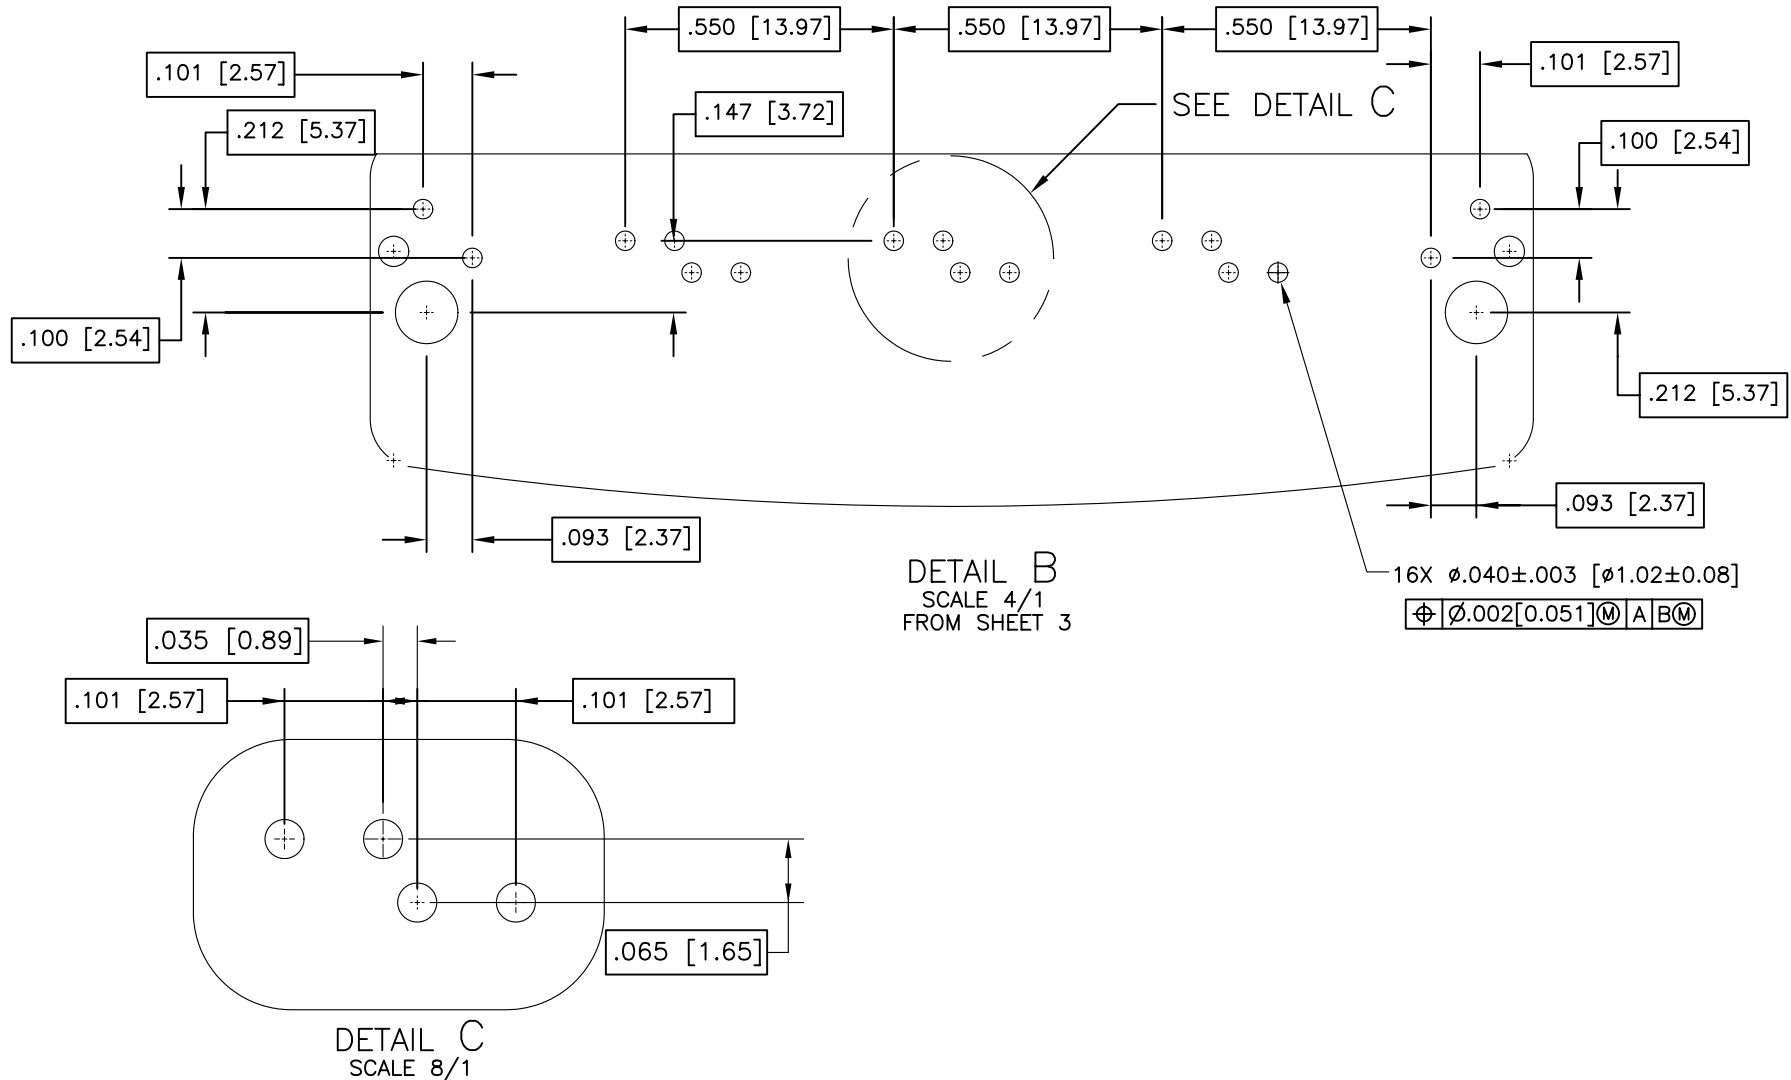 .550 [13.97]
.550 [13.97]
.550 [13.97]
.101 [2.57]
.101 [2.57]
.147 [3.72]
SEE DETAIL C
.212 [5.37]
.100 [2.54]
.100 [2.54]
.212 [5.37]
.093 [2.37]
.093 [2.37]
DETAIL B
SCALE 4/1
FROM SHEET 3
16X ø.040±.003 [ø1.02±0.08]
⌖ Ø.002[0.051]Ⓜ A BⓂ
.035 [0.89]
.101 [2.57]
.101 [2.57]
.065 [1.65]
DETAIL C
SCALE 8/1